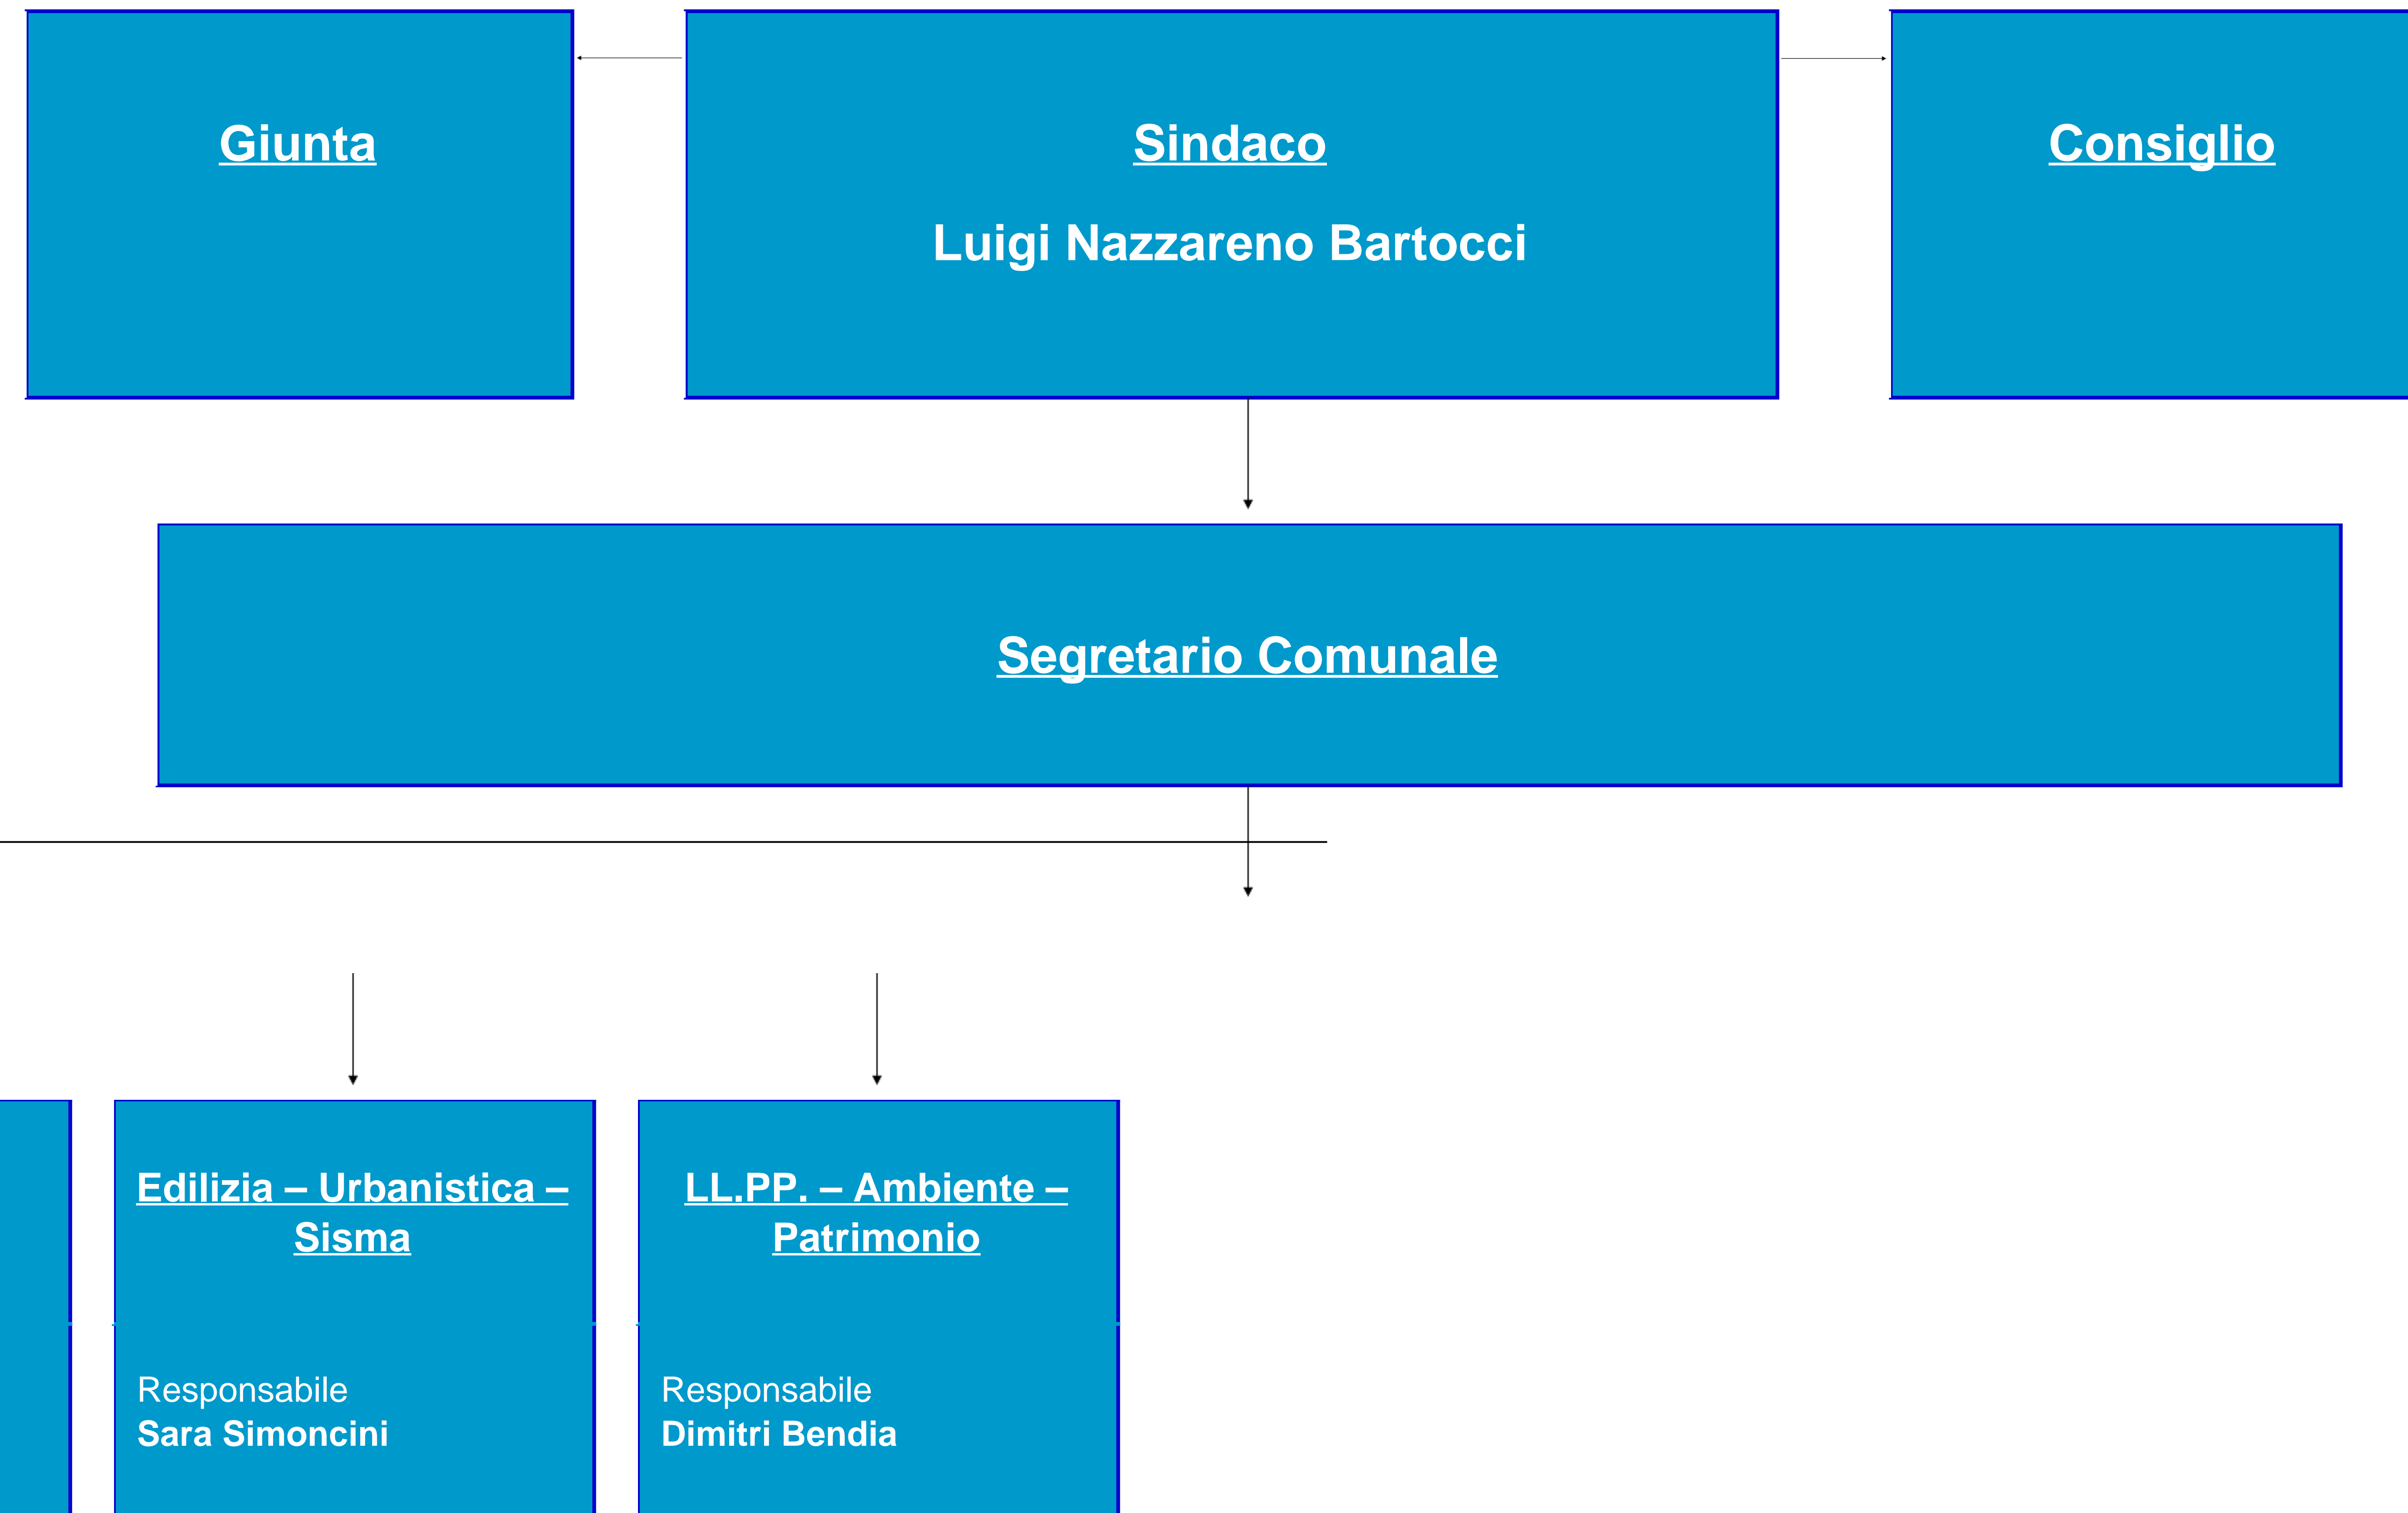 Giunta
Sindaco
Luigi Nazzareno Bartocci
Consiglio
Segretario Comunale
Edilizia – Urbanistica –
Sisma
Responsabile
Sara Simoncini
LL.PP. – Ambiente –
Patrimonio
Responsabile
Dimitri Bendia